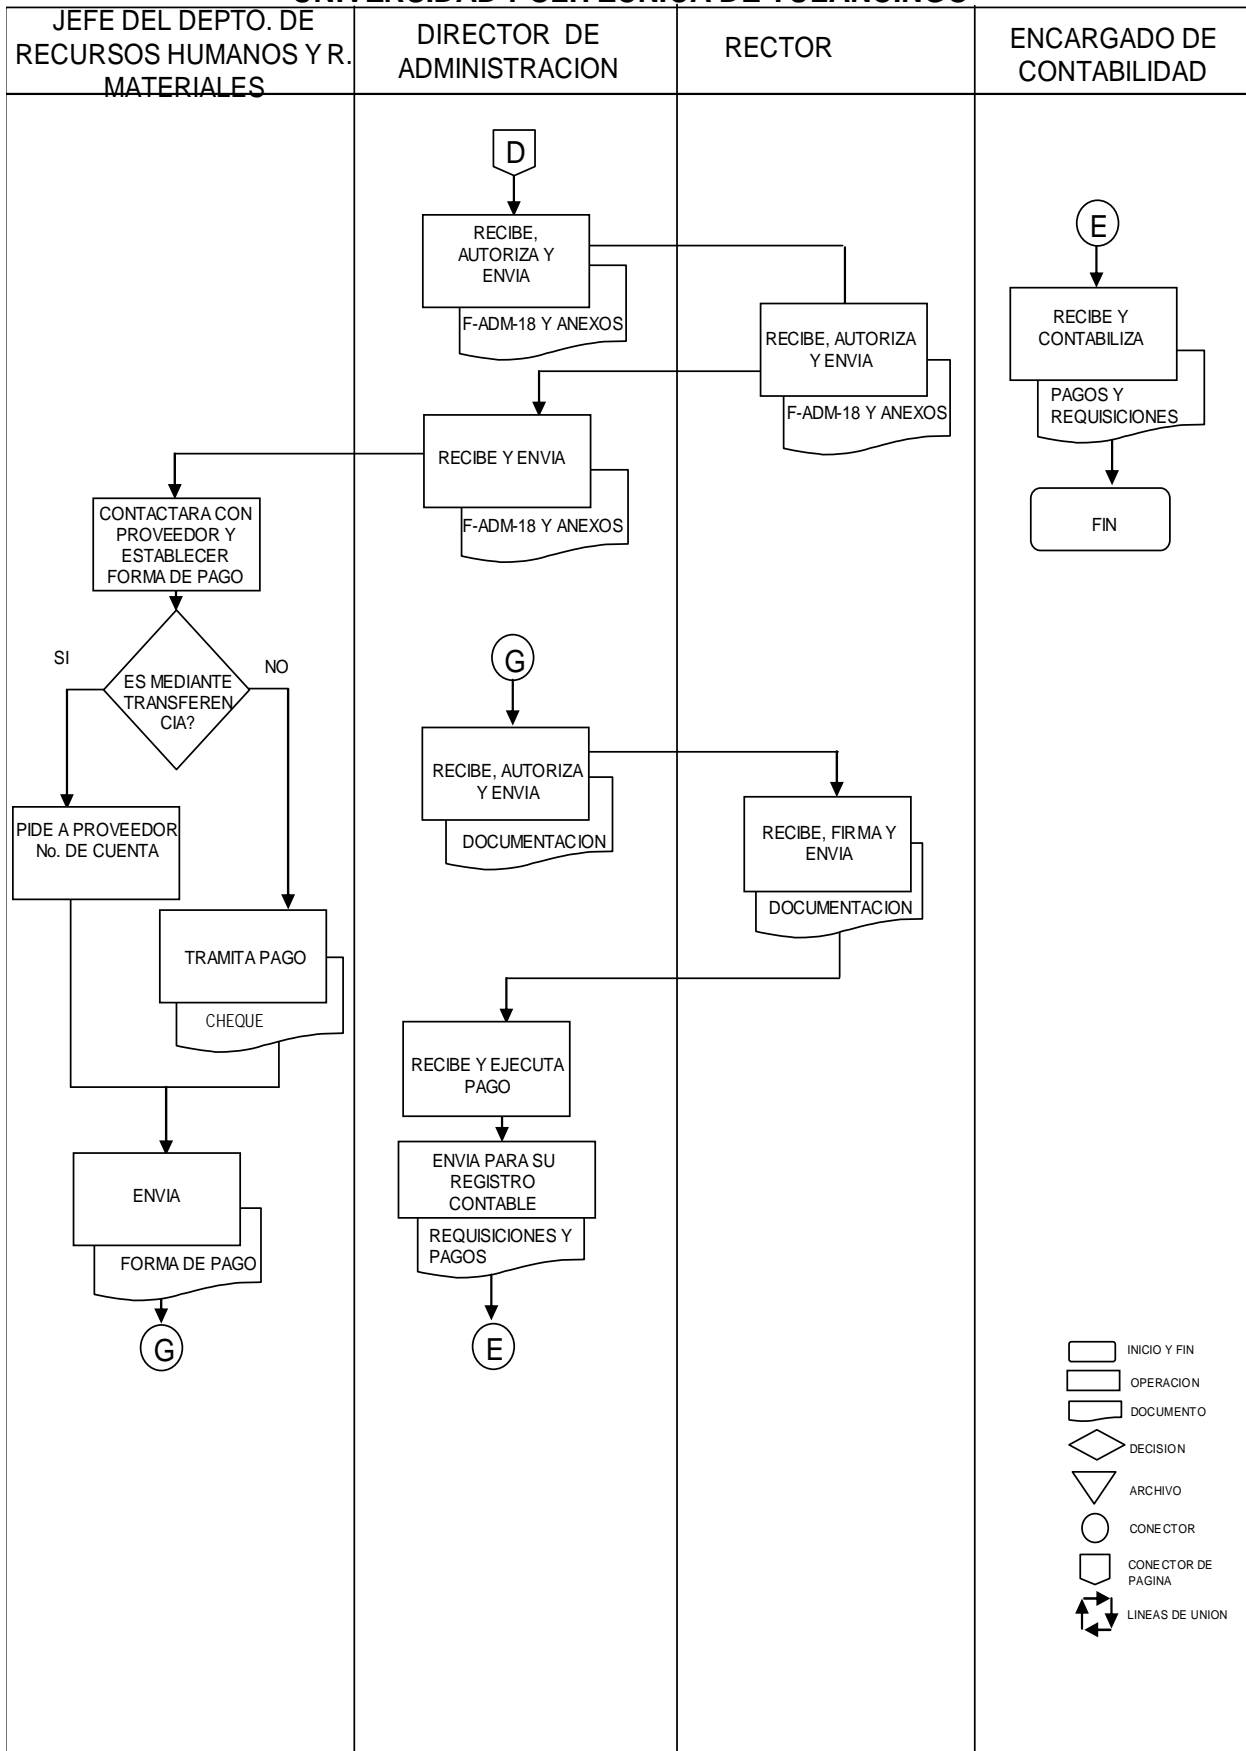 JEFE DEL DEPTO. DE
RECURSOS HUMANOS Y R.
MATERIALES
DIRECTOR DE
ADMINISTRACION
RECTOR
ENCARGADO DE
CONTABILIDAD
D
RECIBE,
AUTORIZA Y
ENVIA
F-ADM-18 Y ANEXOS
RECIBE, AUTORIZA
Y ENVIA
F-ADM-18 Y ANEXOS
E
RECIBE Y
CONTABILIZA
PAGOS Y
REQUISICIONES
FIN
RECIBE Y ENVIA
F-ADM-18 Y ANEXOS
CONTACTARA CON
PROVEEDOR Y
ESTABLECER
FORMA DE PAGO
SI
NO
ES MEDIANTE
TRANSFEREN
CIA?
PIDE A PROVEEDOR
No. DE CUENTA
TRAMITA PAGO
CHEQUE
ENVIA
FORMA DE PAGO
G
G
RECIBE, AUTORIZA
Y ENVIA
DOCUMENTACION
RECIBE, FIRMA Y
ENVIA
DOCUMENTACION
RECIBE Y EJECUTA
PAGO
ENVIA PARA SU
REGISTRO
CONTABLE
REQUISICIONES Y
PAGOS
E
INICIO Y FIN
OPERACION
DOCUMENTO
DECISION
ARCHIVO
CONECTOR
CONECTOR DE
PAGINA
LINEAS DE UNION